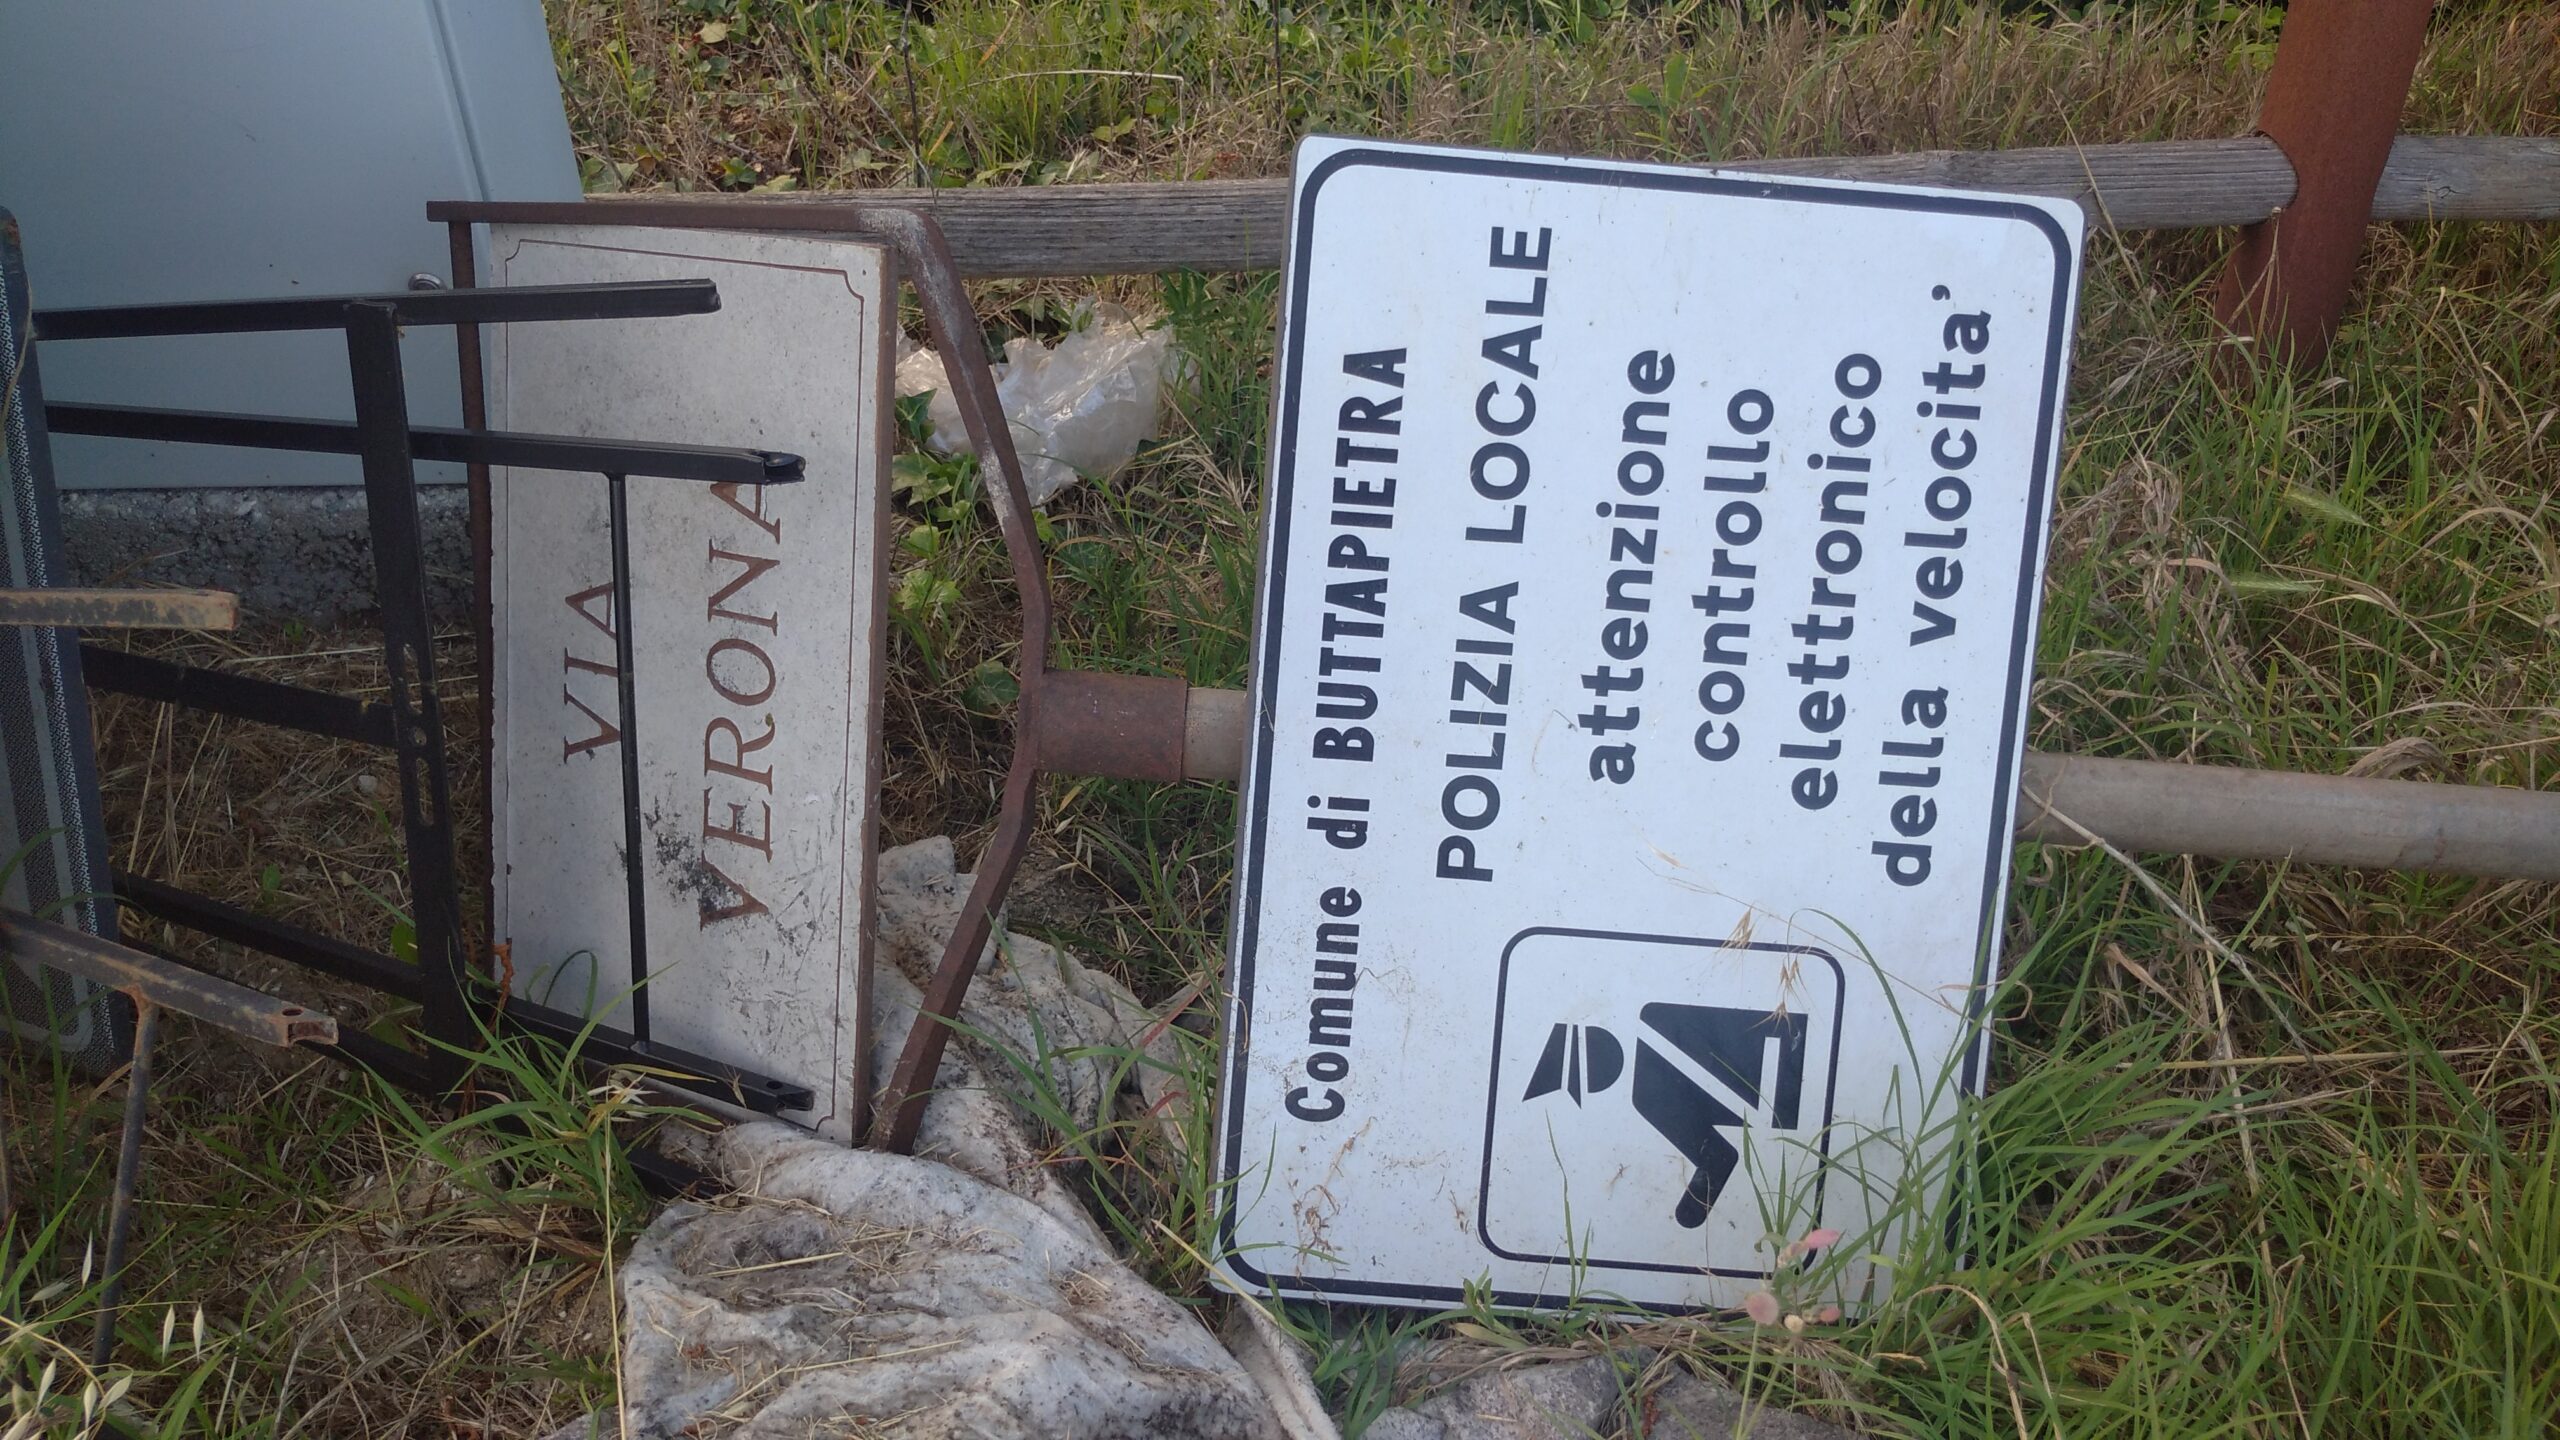 VIA
VERONA
Comune di BUTTAPIETRA
POLIZIA LOCALE
attenzione
controllo
elettronico
della velocita'